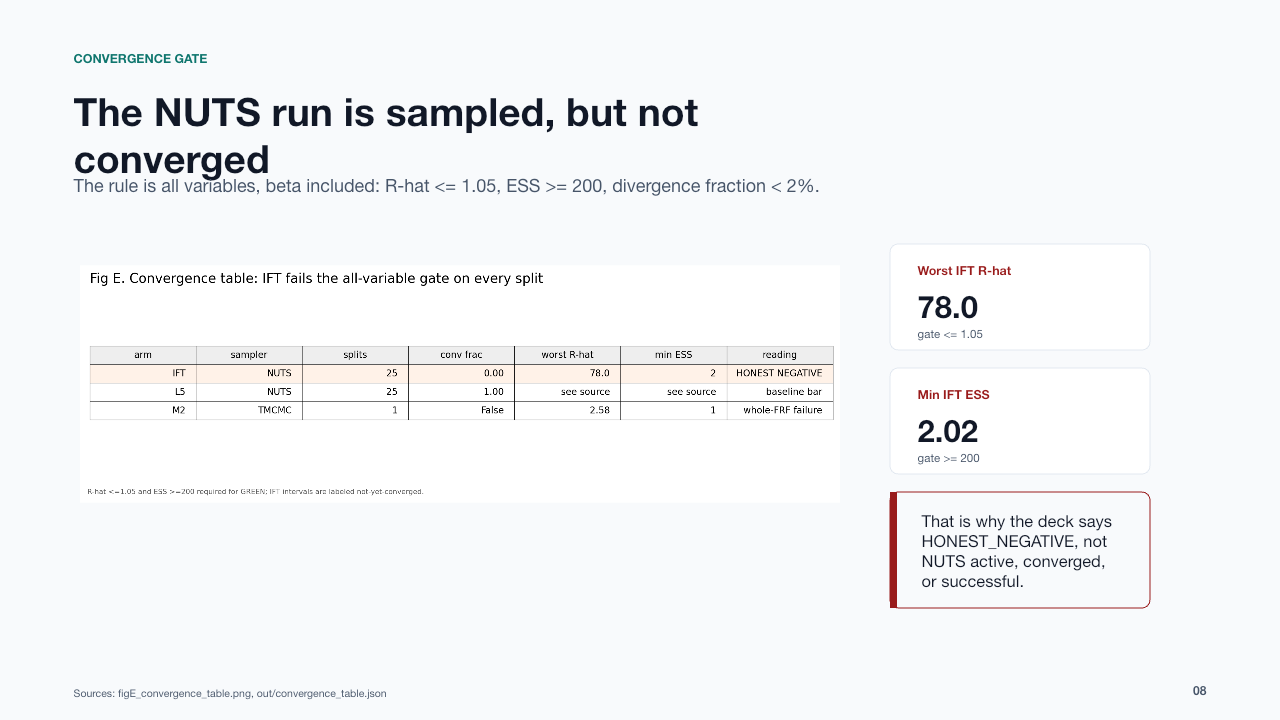 CONVERGENCE GATE
The NUTS run is sampled, but not
converged
The rule is all variables, beta included: R-hat <= 1.05, ESS >= 200, divergence fraction < 2%.
Fig E. Convergence table: IFT fails the all-variable gate on every split
arm sampler splits conv frac worst R-hat min ESS reading
IFT NUTS 25 0.00 78.0 2 HONEST NEGATIVE
L5 NUTS 25 1.00 see source see source baseline bar
M2 TMCMC 1 False 2.58 1 whole-FRF failure
R-hat <=1.05 and ESS >=200 required for GREEN; IFT intervals are labeled not-yet-converged.
Worst IFT R-hat
78.0
gate <= 1.05
Min IFT ESS
2.02
gate >= 200
That is why the deck says
HONEST_NEGATIVE, not
NUTS active, converged,
or successful.
Sources: figE_convergence_table.png, out/convergence_table.json
08